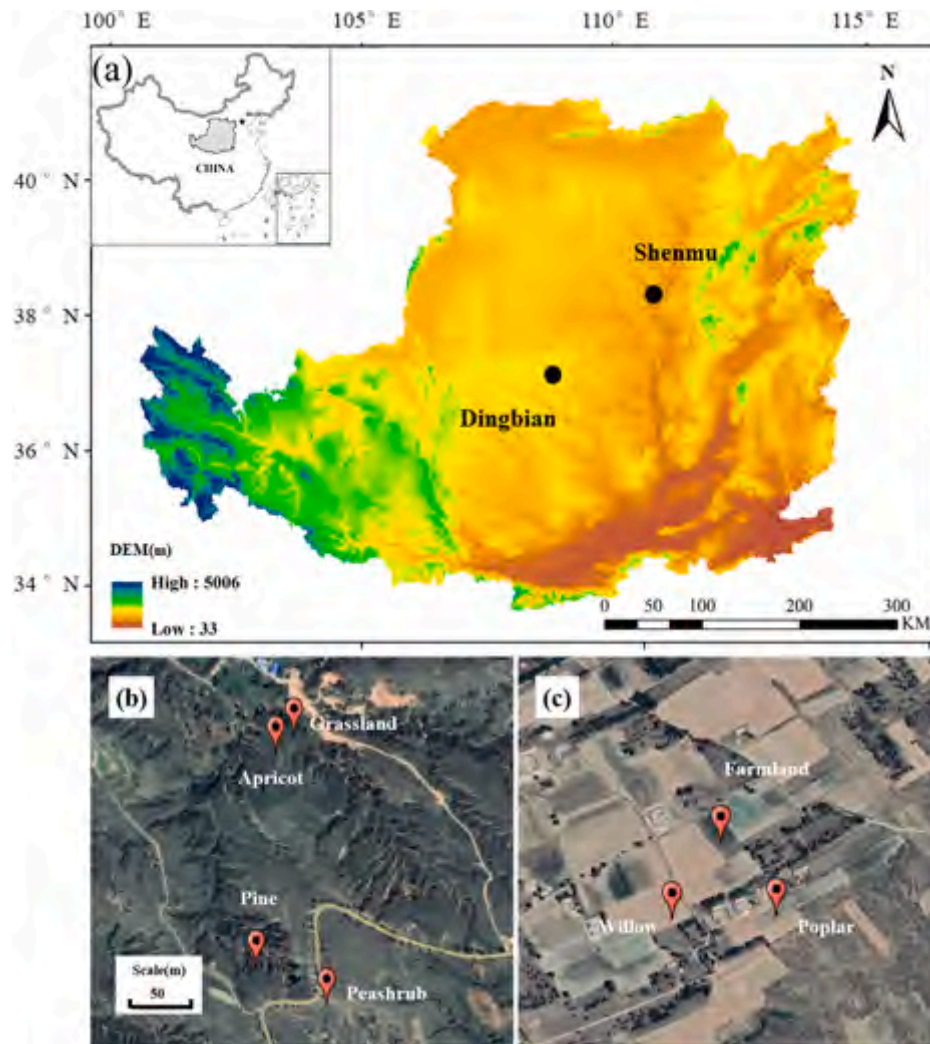 100° E
105° E
110° E
115° E
(a)
N
CHINA
40° N
38° N
36° N
34° N
Shenmu
Dingbian
DEM(m)
High : 5006
Low : 33
0 50 120 200 300
KM
(b)
Grassland
Apricot
Pine
Peashrub
Scale(m)
50
(c)
Farmland
Willow
Poplar